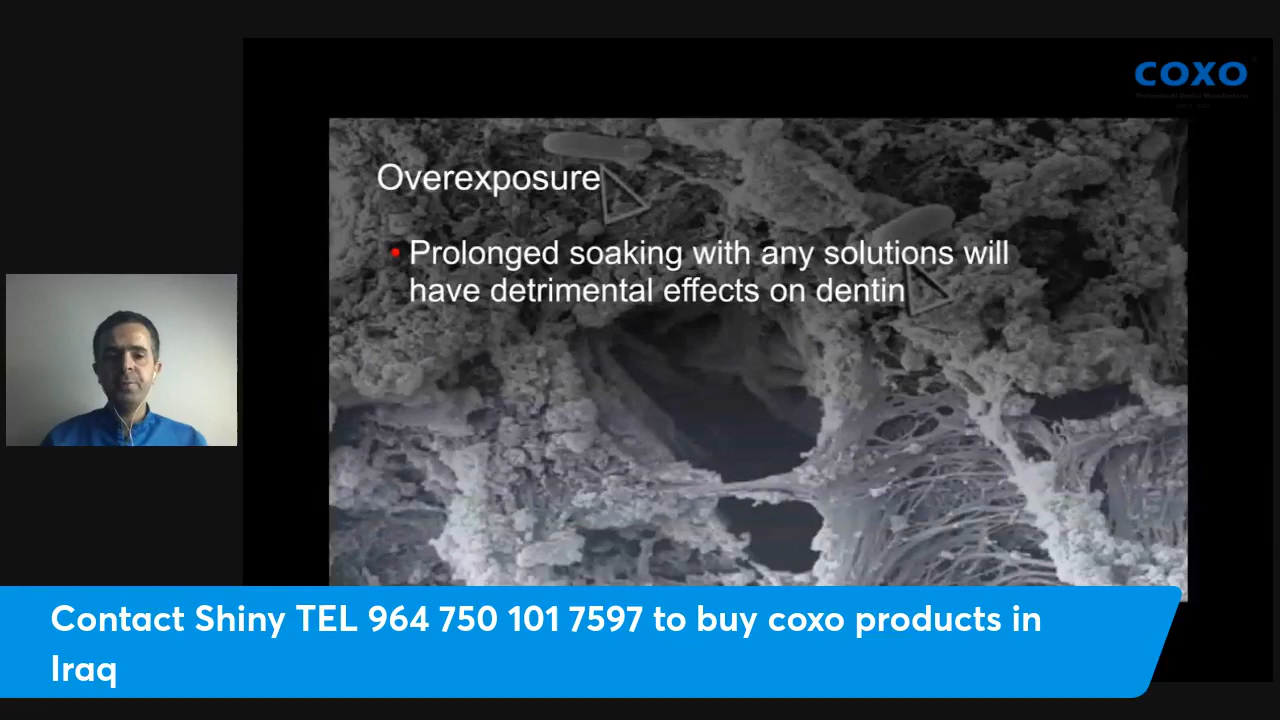 COXO
Overexposure
• Prolonged soaking with any solutions will
have detrimental effects on dentin
Contact Shiny TEL 964 750 101 7597 to buy coxo products in
Iraq